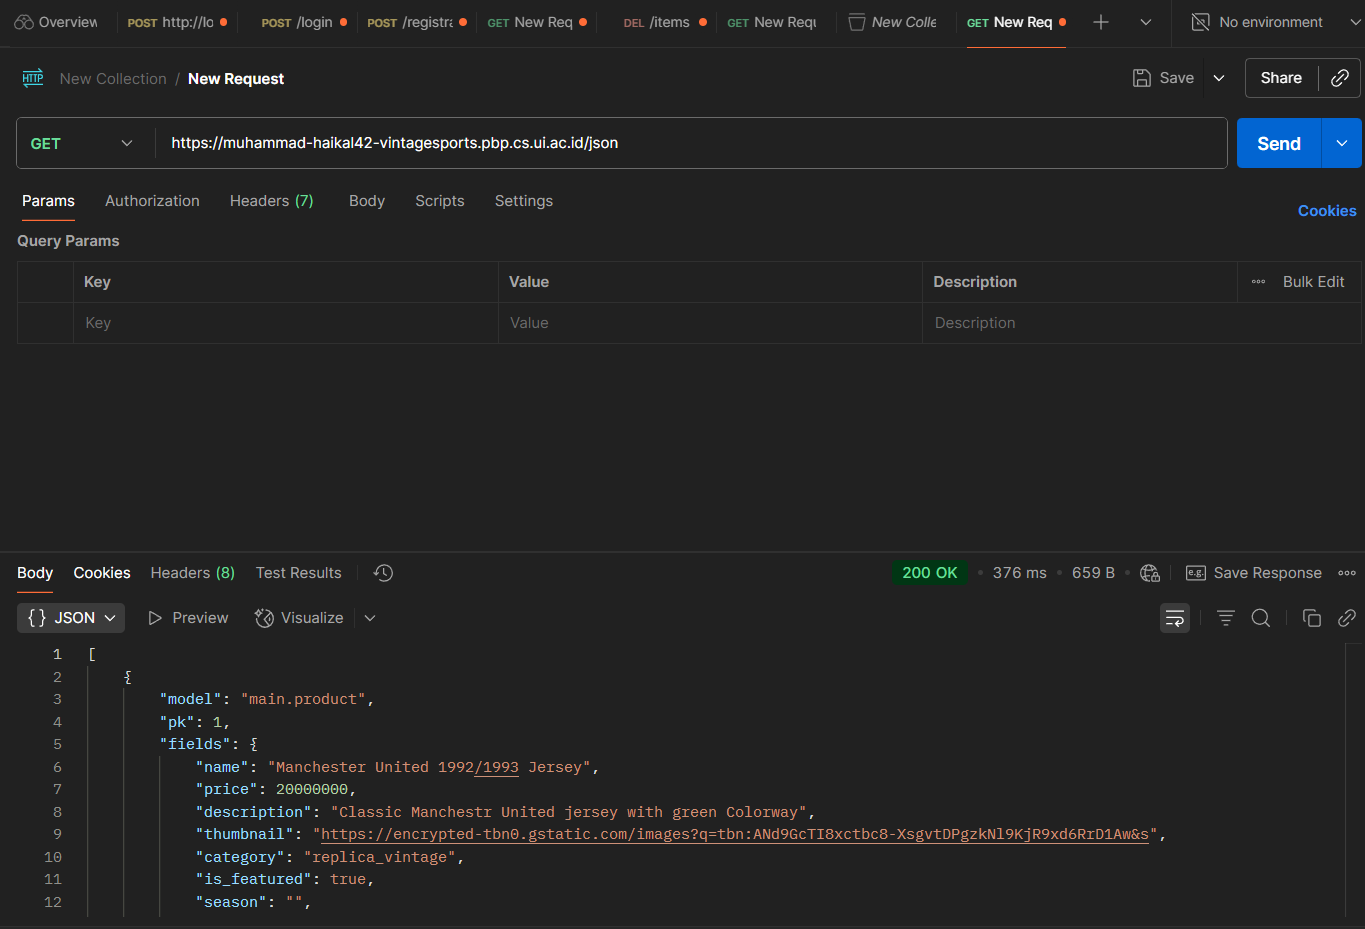 Overview POST http://lo POST /login POST /registra GET New Req DEL /items GET New Requ New Colle GET New Req No environment
HTTP New Collection / New Request Save Share
GET https://muhammad-haikal42-vintagesports.pbp.cs.ui.ac.id/json Send
Params Authorization Headers (7) Body Scripts Settings Cookies
Query Params
Key Value Description Bulk Edit
Key Value Description
Body Cookies Headers (8) Test Results 200 OK • 376 ms • 659 B • e.g. Save Response
{} JSON Preview Visualize
1 [
2 {
3 "model": "main.product",
4 "pk": 1,
5 "fields": {
6 "name": "Manchester United 1992/1993 Jersey",
7 "price": 20000000,
8 "description": "Classic Manchestr United jersey with green Colorway",
9 "thumbnail": "https://encrypted-tbn0.gstatic.com/images?q=tbn:ANd9GcTI8xctbc8-XsgvtDPgzkNl9KjR9xd6RrD1Aw&s",
10 "category": "replica_vintage",
11 "is_featured": true,
12 "season": "",